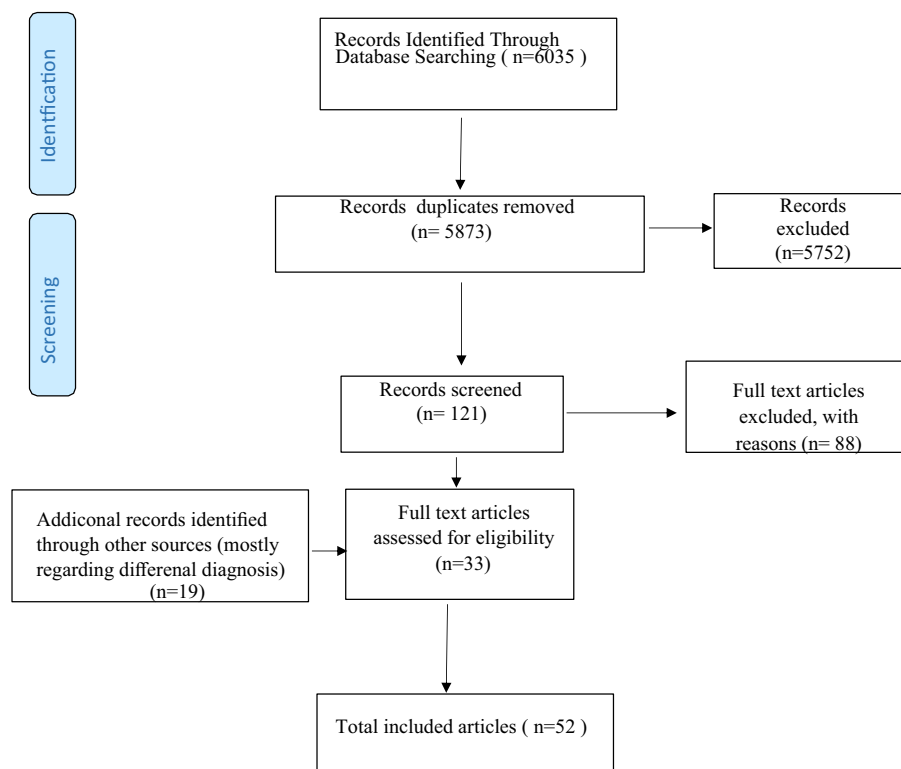 Identfication
Records Identified Through
Database Searching ( n=6035 )
Records duplicates removed
(n= 5873)
Records
excluded
(n=5752)
Screening
Records screened
(n= 121)
Full text articles
excluded, with
reasons (n= 88)
Addiconal records identified
through other sources (mostly
regarding differenal diagnosis)
(n=19)
Full text articles
assessed for eligibility
(n=33)
Total included articles ( n=52 )